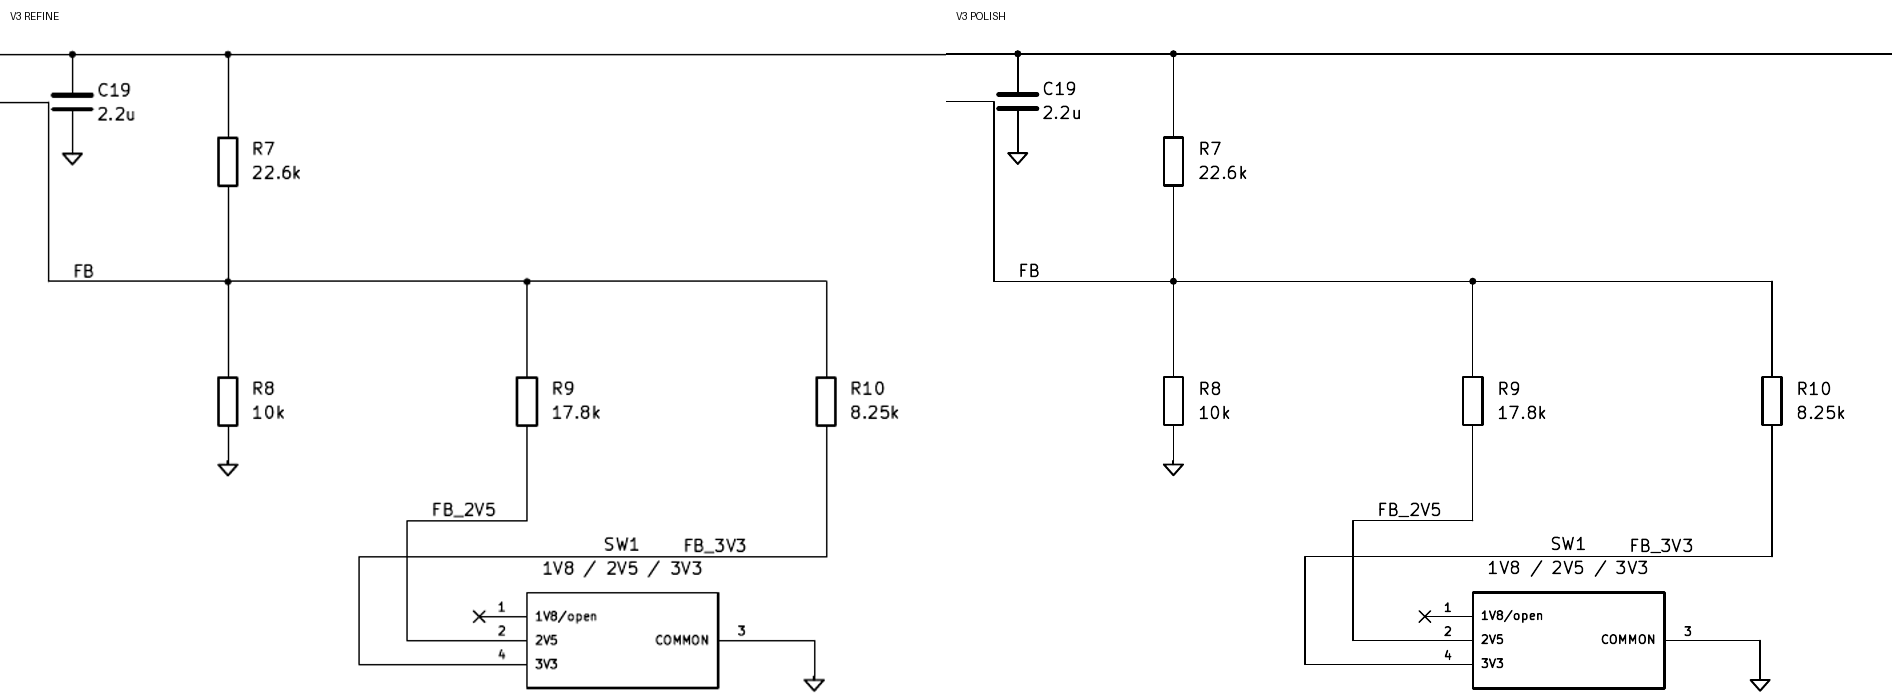 V3 REFINE
C19
2.2u
R7
22.6k
FB
R8
10k
R9
17.8k
R10
8.25k
FB_2V5
SW1
FB_3V3
1V8 / 2V5 / 3V3
1
1V8/open
2
2V5
COMMON
3
4
3V3
V3 POLISH
C19
2.2u
R7
22.6k
FB
R8
10k
R9
17.8k
R10
8.25k
FB_2V5
SW1
FB_3V3
1V8 / 2V5 / 3V3
1
1V8/open
2
2V5
COMMON
3
4
3V3